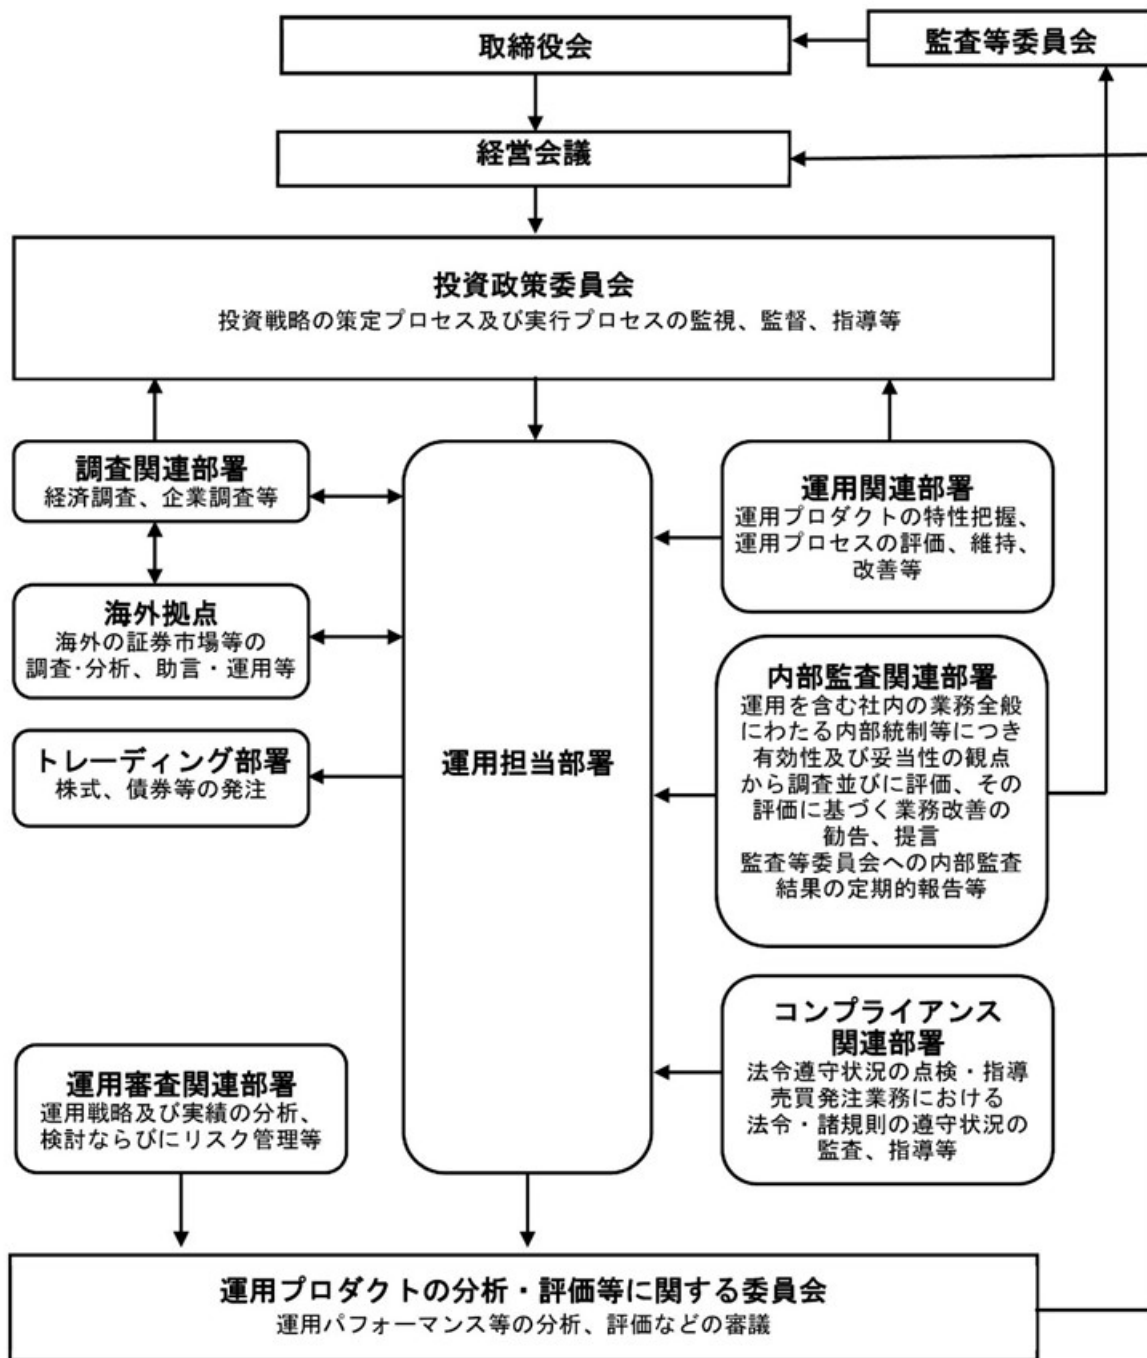 取締役会
監査等委員会
経営会議
投資政策委員会
投資戦略の策定プロセス及び実行プロセスの監視、監督、指導等
調査関連部署
経済調査、企業調査等
海外拠点
海外の証券市場等の
調査・分析、助言・運用等
トレーディング部署
株式、債券等の発注
運用担当部署
運用関連部署
運用プロダクトの特性把握、
運用プロセスの評価、維持、
改善等
内部監査関連部署
運用を含む社内の業務全般
にわたる内部統制等につき
有効性及び妥当性の観点
から調査並びに評価、その
評価に基づく業務改善の
勧告、提言
監査等委員会への内部監査
結果の定期的報告等
コンプライアンス
関連部署
法令遵守状況の点検・指導
売買発注業務における
法令・諸規則の遵守状況の
監査、指導等
運用審査関連部署
運用戦略及び実績の分析、
検討ならびにリスク管理等
運用プロダクトの分析・評価等に関する委員会
運用パフォーマンス等の分析、評価などの審議